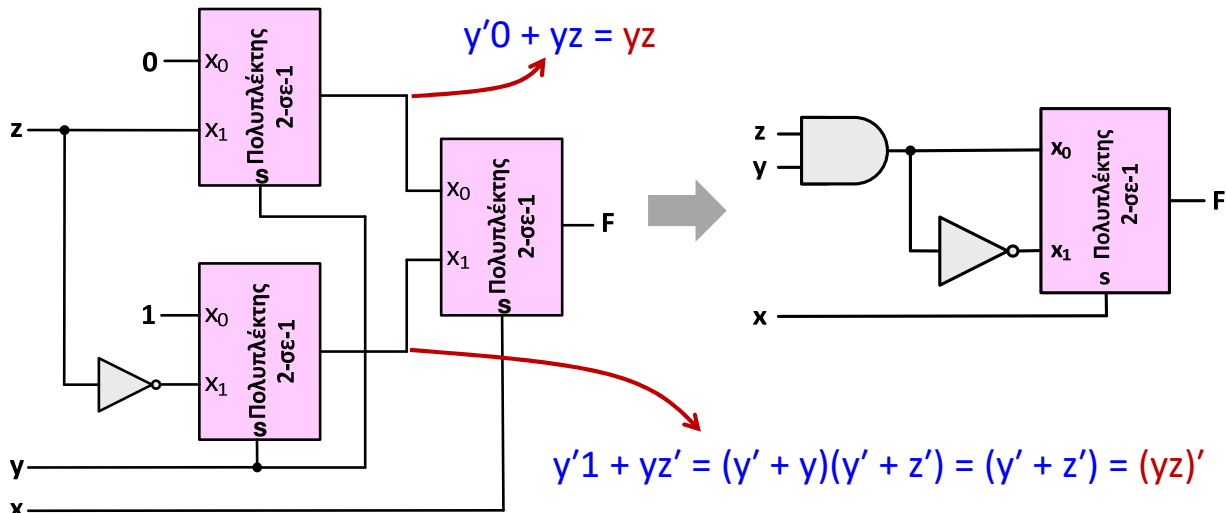 y′0 + yz = yz
0
x₀
x₁
Πολυπλέκτης
2-σε-1
s
z
x₀
x₁
Πολυπλέκτης
2-σε-1
s
F
1
x₀
x₁
Πολυπλέκτης
2-σε-1
s
y
x
z
y
x₀
x₁
Πολυπλέκτης
2-σε-1
s
F
x
y′1 + yz′ = (y′ + y)(y′ + z′) = (y′ + z′) = (yz)′